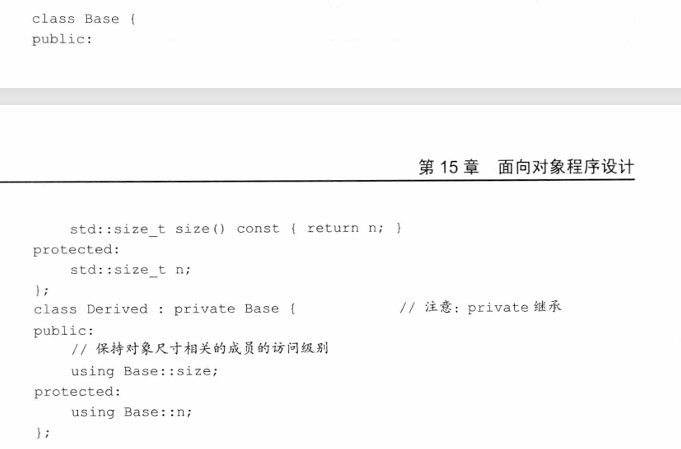 class Base {
public:
第 15 章 面向对象程序设计
std::size_t size() const { return n; }
protected:
std::size_t n;
};
class Derived : private Base { // 注意: private 继承
public:
// 保持对象尺寸相关的成员的访问级别
using Base::size;
protected:
using Base::n;
};